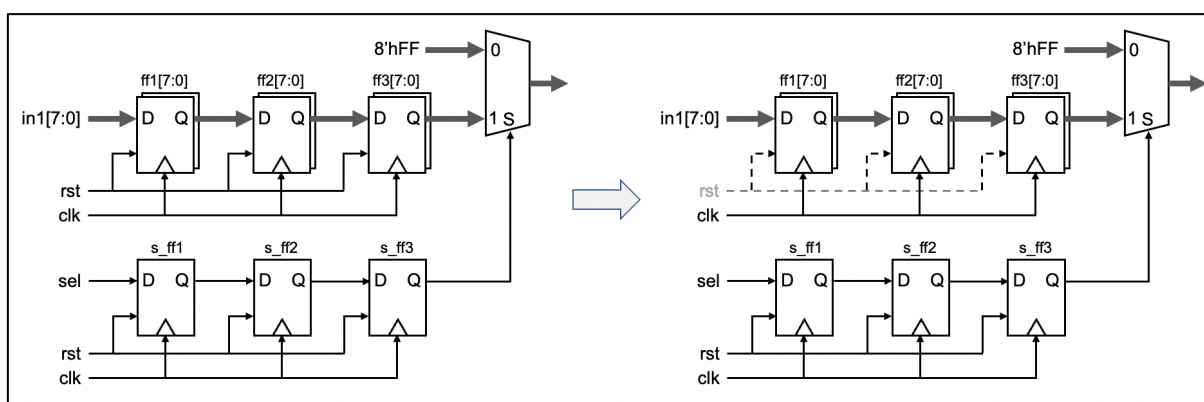 8'hFF
0
ff1[7:0] ff2[7:0] ff3[7:0]
in1[7:0] D Q D Q D Q 1 S
rst
clk
s_ff1 s_ff2 s_ff3
sel D Q D Q D Q
rst
clk
8'hFF
0
ff1[7:0] ff2[7:0] ff3[7:0]
in1[7:0] D Q D Q D Q 1 S
rst
clk
s_ff1 s_ff2 s_ff3
sel D Q D Q D Q
rst
clk